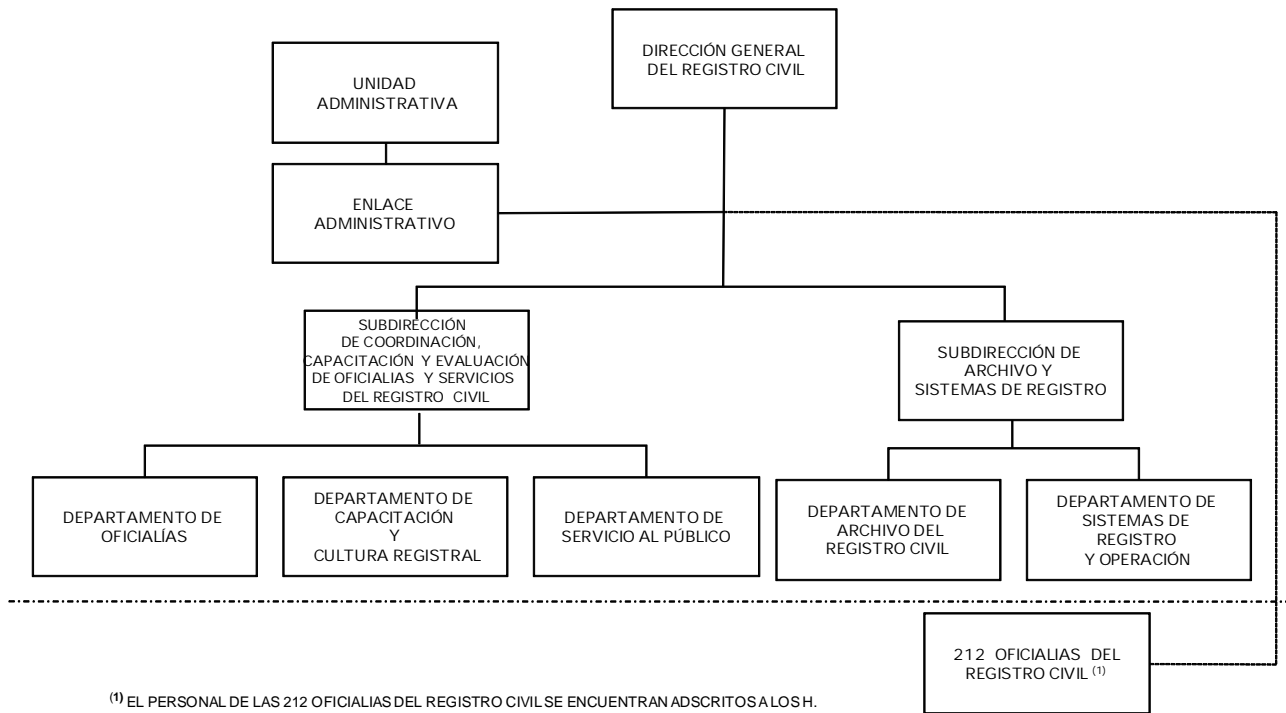 DIRECCIÓN GENERAL
DEL REGISTRO CIVIL
UNIDAD
ADMINISTRATIVA
ENLACE
ADMINISTRATIVO
SUBDIRECCIÓN
DE COORDINACIÓN,
CAPACITACIÓN Y EVALUACIÓN
DE OFICIALIAS Y SERVICIOS
DEL REGISTRO CIVIL
SUBDIRECCIÓN DE
ARCHIVO Y
SISTEMAS DE REGISTRO
DEPARTAMENTO DE
OFICIALÍAS
DEPARTAMENTO DE
CAPACITACIÓN
Y
CULTURA REGISTRAL
DEPARTAMENTO DE
SERVICIO AL PÚBLICO
DEPARTAMENTO DE
ARCHIVO DEL
REGISTRO CIVIL
DEPARTAMENTO DE
SISTEMAS DE
REGISTRO
Y OPERACIÓN
212 OFICIALIAS DEL
REGISTRO CIVIL (1)
(1) EL PERSONAL DE LAS 212 OFICIALIAS DEL REGISTRO CIVIL SE ENCUENTRAN ADSCRITOS A LOS H.